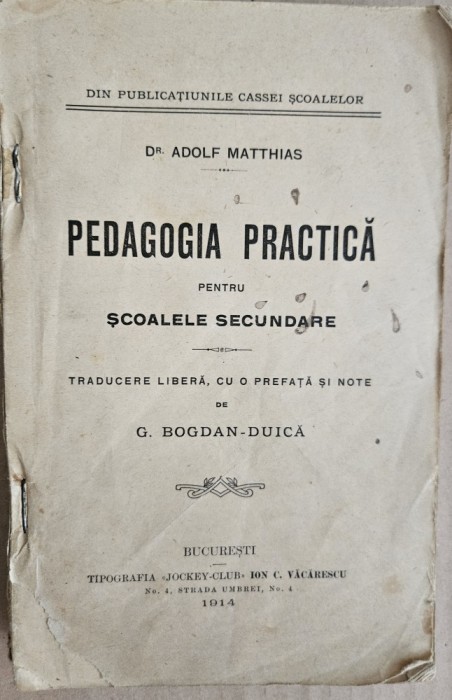 DIN PUBLICAȚIUNILE CASSEI ȘCOALELOR
DR. ADOLF MATTHIAS
PEDAGOGIA PRACTICĂ
PENTRU
ȘCOALELE SECUNDARE
TRADUCERE LIBERĂ, CU O PREFAȚĂ ȘI NOTE
DE
G. BOGDAN-DUICĂ
BUCUREȘTI
TIPOGRAFIA «JOCKEY-CLUB» ION C. VĂCĂRESCU
No. 4, STRADA UMBREI, No. 4
1914